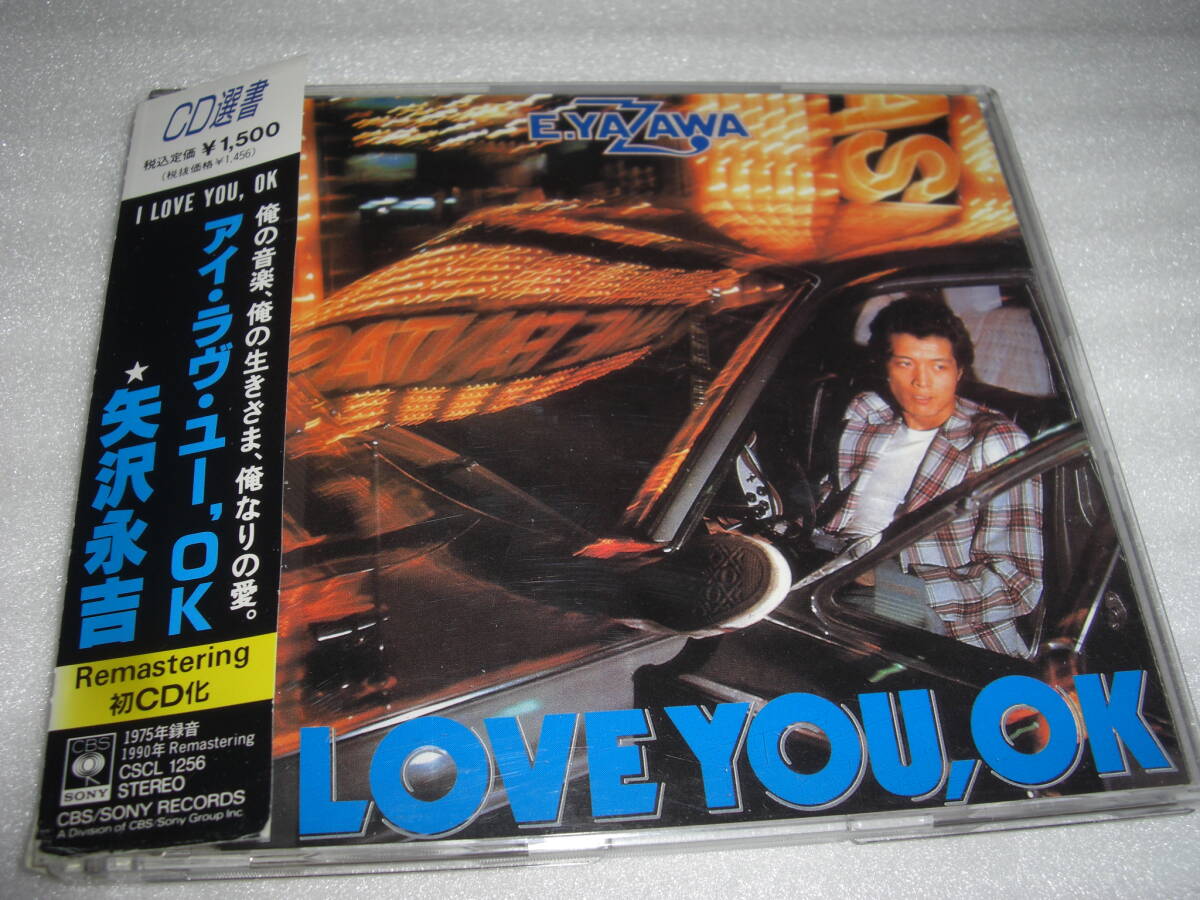 CD選書
税込定価 ¥1,500
(税抜価格¥1,456)
I LOVE YOU, OK
俺の音楽、俺の生きざま、俺なりの愛。
アイ・ラヴ・ユー,OK
★矢沢永吉
Remastering
初CD化
CBS
SONY
1975年録音
1990年 Remastering
CSCL 1256
STEREO
CBS/SONY RECORDS
A Division of CBS/Sony Group Inc.
E.YAZAWA
LOVE YOU, OK